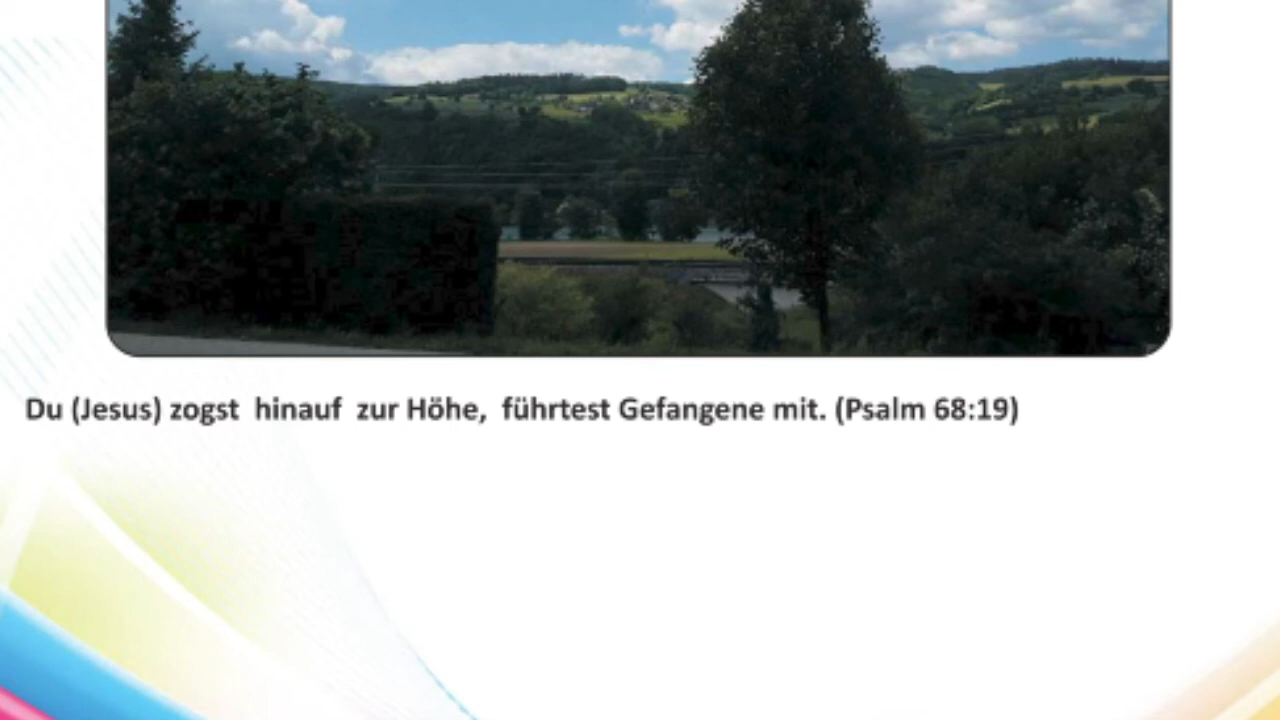 Du (Jesus) zogst hinauf zur Höhe, führtest Gefangene mit. (Psalm 68:19)